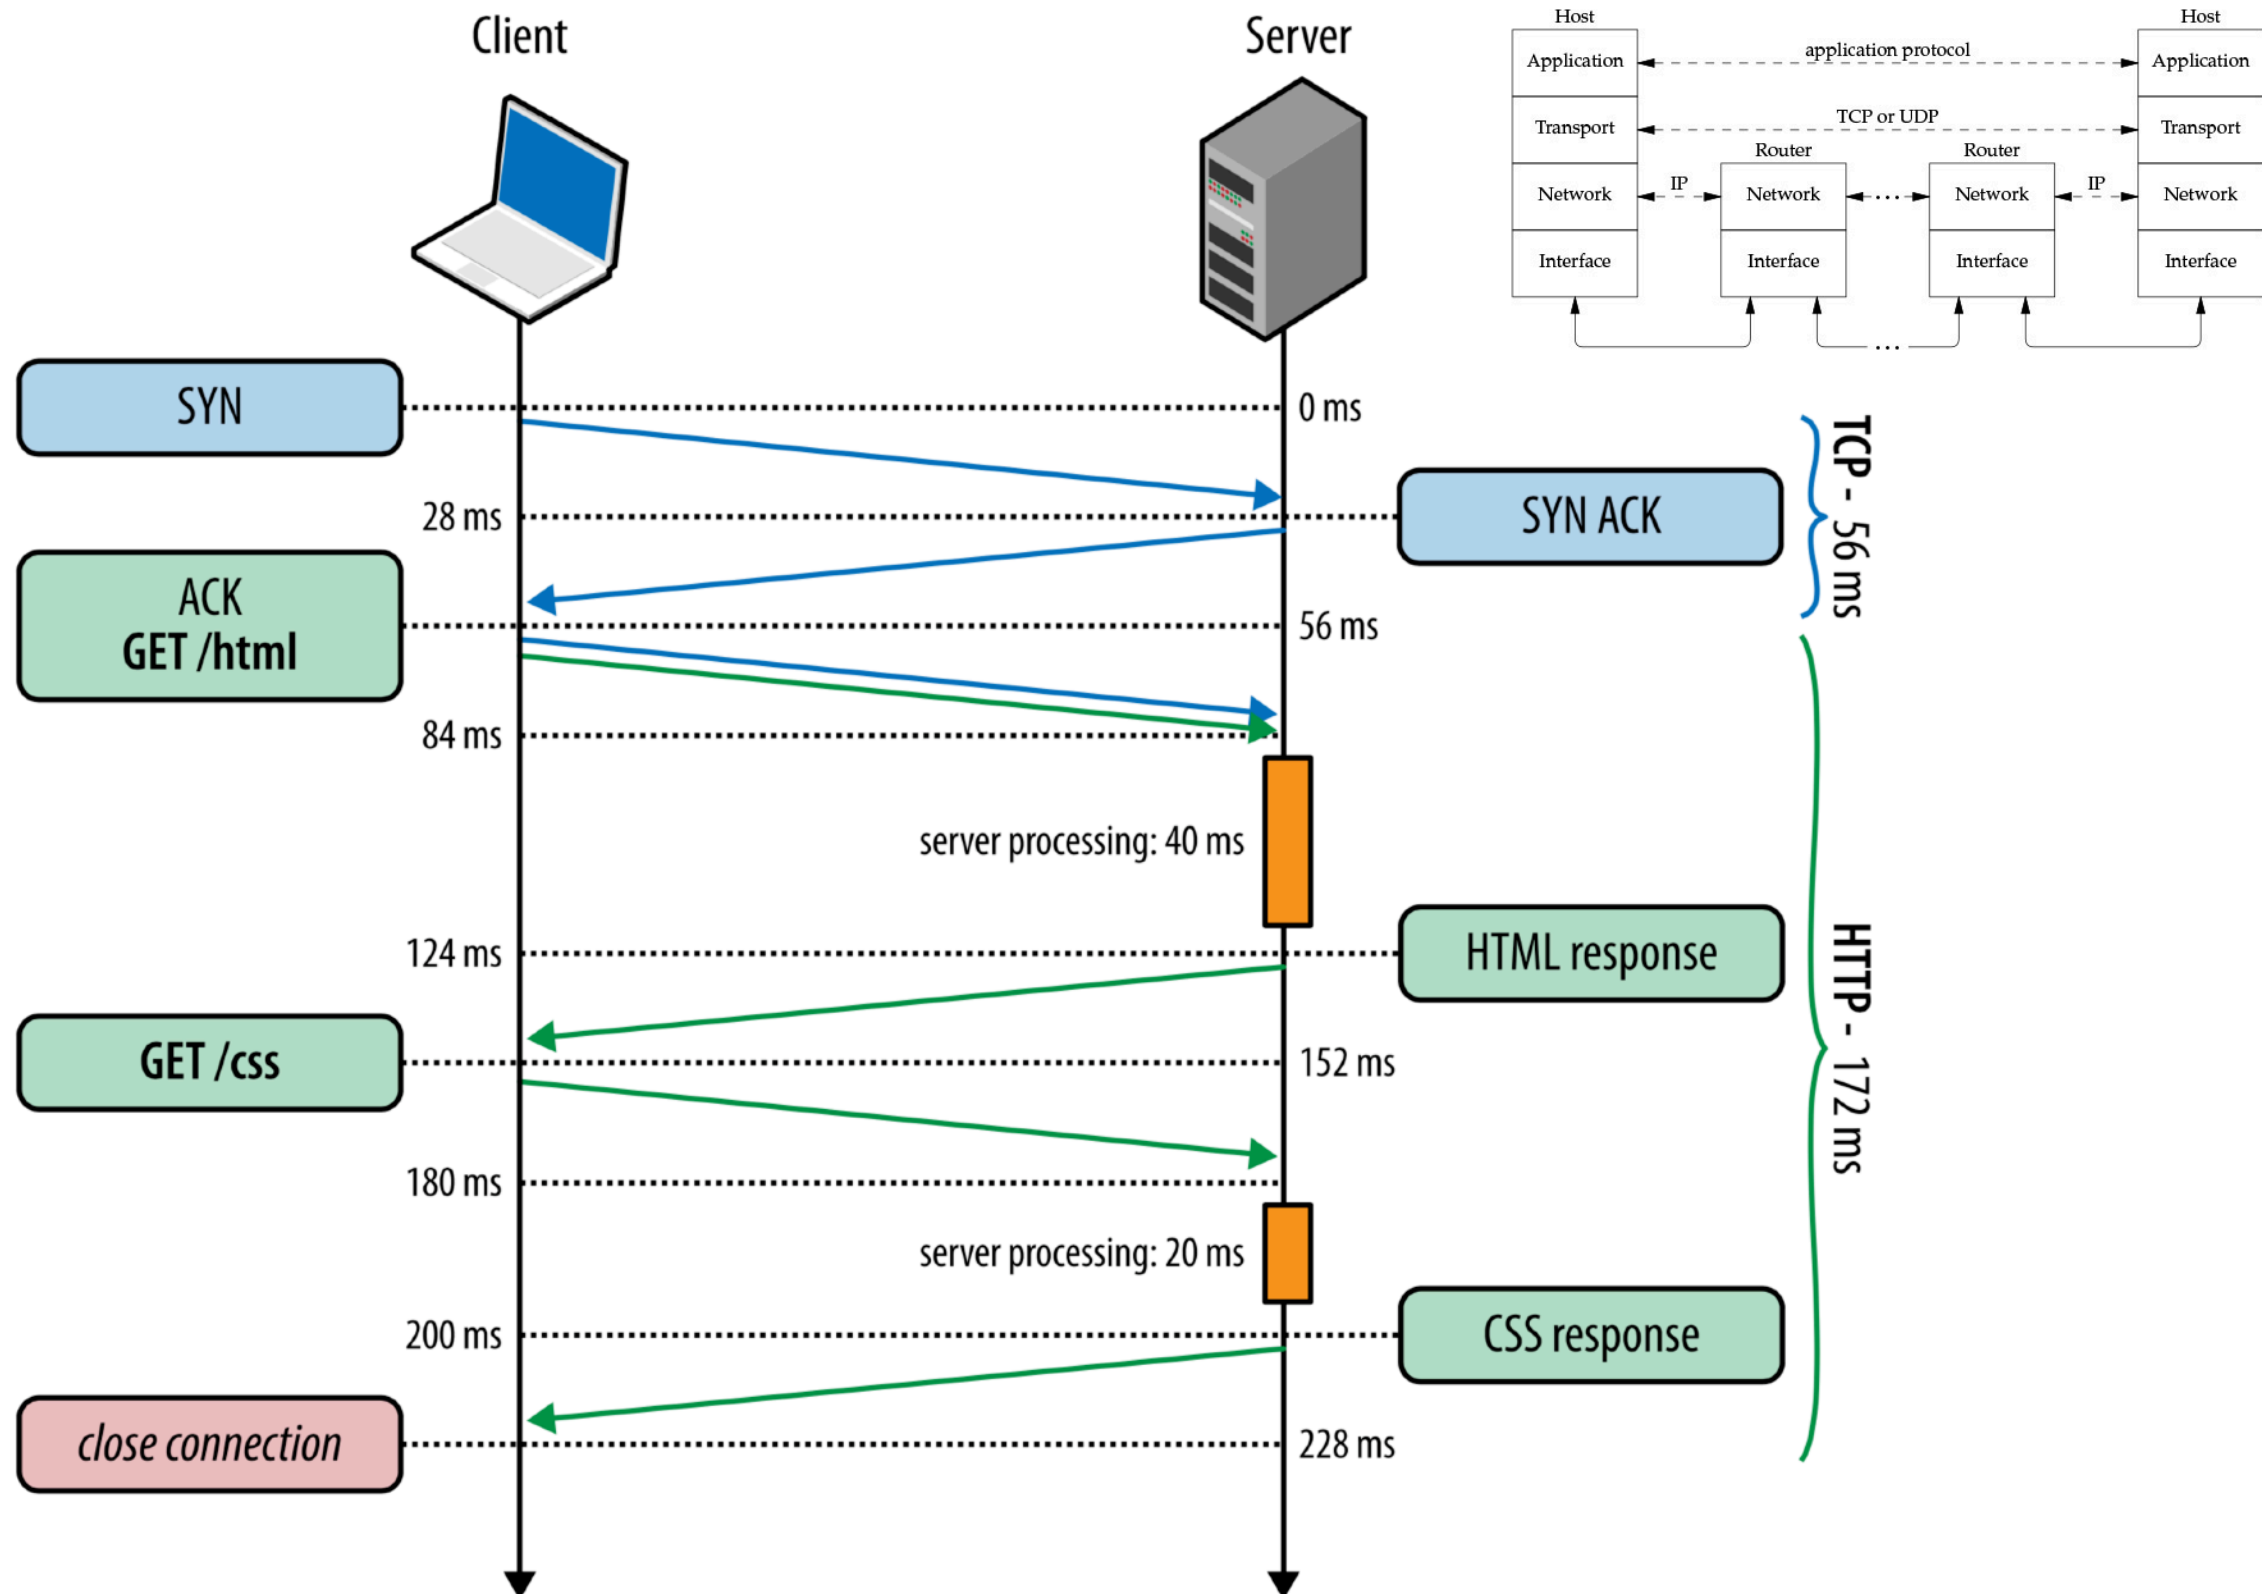 Client
Server
SYN
0 ms
28 ms
SYN ACK
ACK
GET /html
56 ms
84 ms
server processing: 40 ms
124 ms
HTML response
GET /css
152 ms
180 ms
server processing: 20 ms
200 ms
CSS response
close connection
228 ms
TCP - 56 ms
HTTP - 172 ms
Host
Host
Application
application protocol
Application
Transport
TCP or UDP
Transport
Router
Router
Network
IP
Network
...
Network
IP
Network
Interface
Interface
Interface
Interface
...